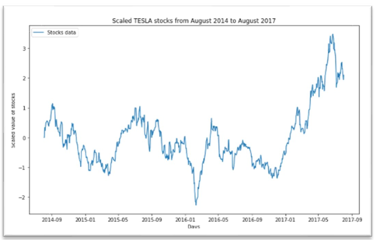 Scaled TESLA stocks from August 2014 to August 2017
Stocks data
3
2
1
0
−1
−2
Scaled value of stocks
2014-09 2015-01 2015-05 2015-09 2016-01 2016-05 2016-09 2017-01 2017-05 2017-09
Days